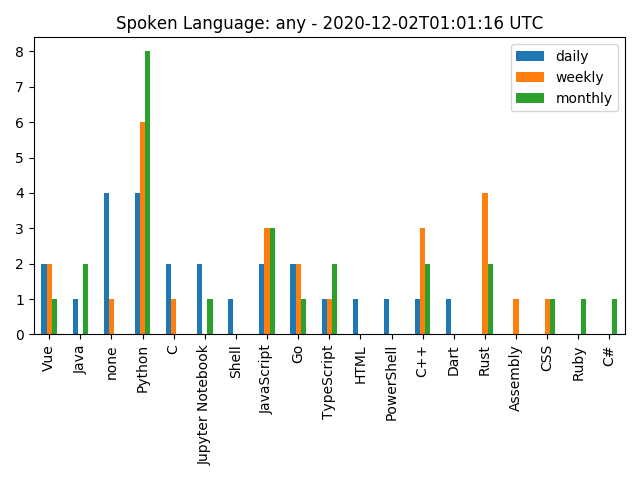 Spoken Language: any - 2020-12-02T01:01:16 UTC
daily
weekly
monthly
8
7
6
5
4
3
2
1
0
Vue
Java
none
Python
C
Jupyter Notebook
Shell
JavaScript
Go
TypeScript
HTML
PowerShell
C++
Dart
Rust
Assembly
CSS
Ruby
C#